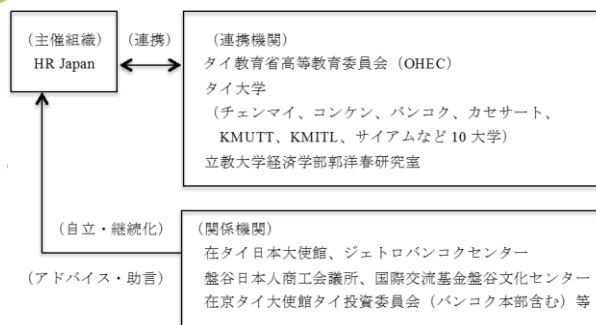 （主催組織）
HR Japan
（連携）
（連携機関）
タイ教育省高等教育委員会（OHEC）
タイ大学
（チェンマイ、コンケン、バンコク、カセサート、
KMUTT、KMITL、サイアムなど 10 大学）
立教大学経済学部郭洋春研究室
（自立・継続化）
（アドバイス・助言）
（関係機関）
在タイ日本大使館、ジェトロバンコクセンター
盤谷日本人商工会議所、国際交流基金盤谷文化センター
在京タイ大使館タイ投資委員会（バンコク本部含む）等